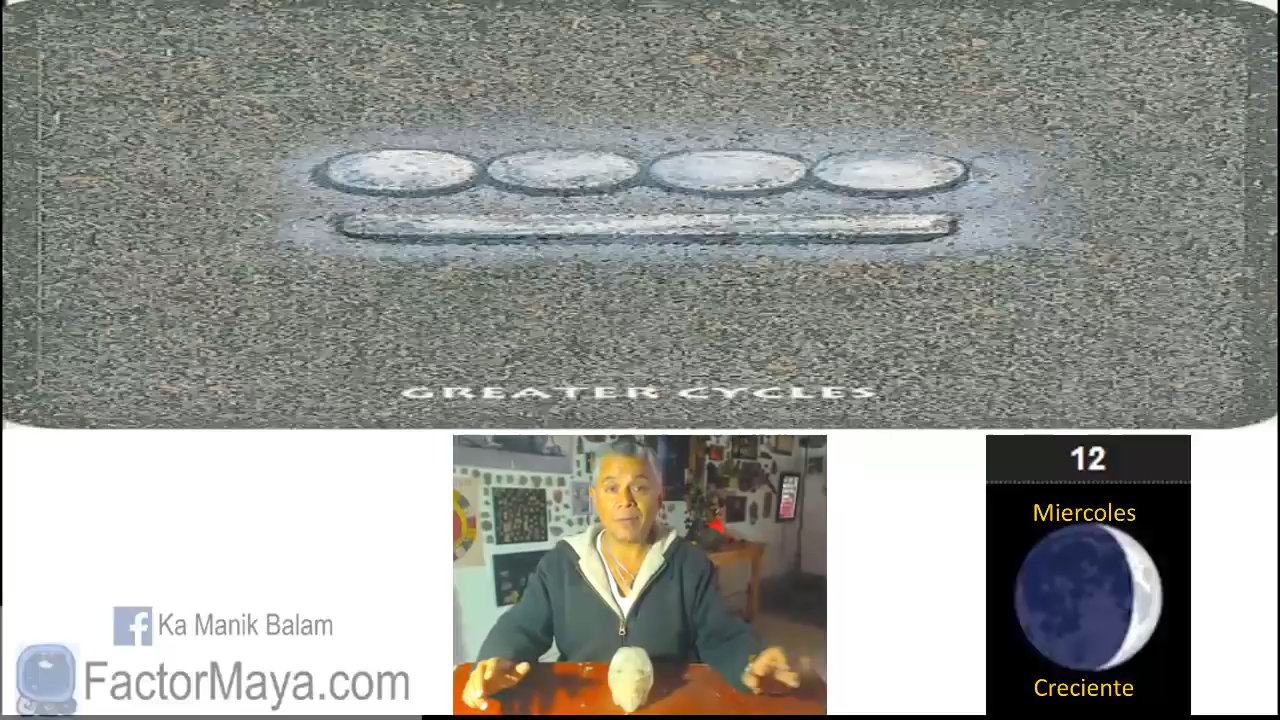 GREATER CYCLES
12
Miercoles
Creciente
Ka Manik Balam
FactorMaya.com